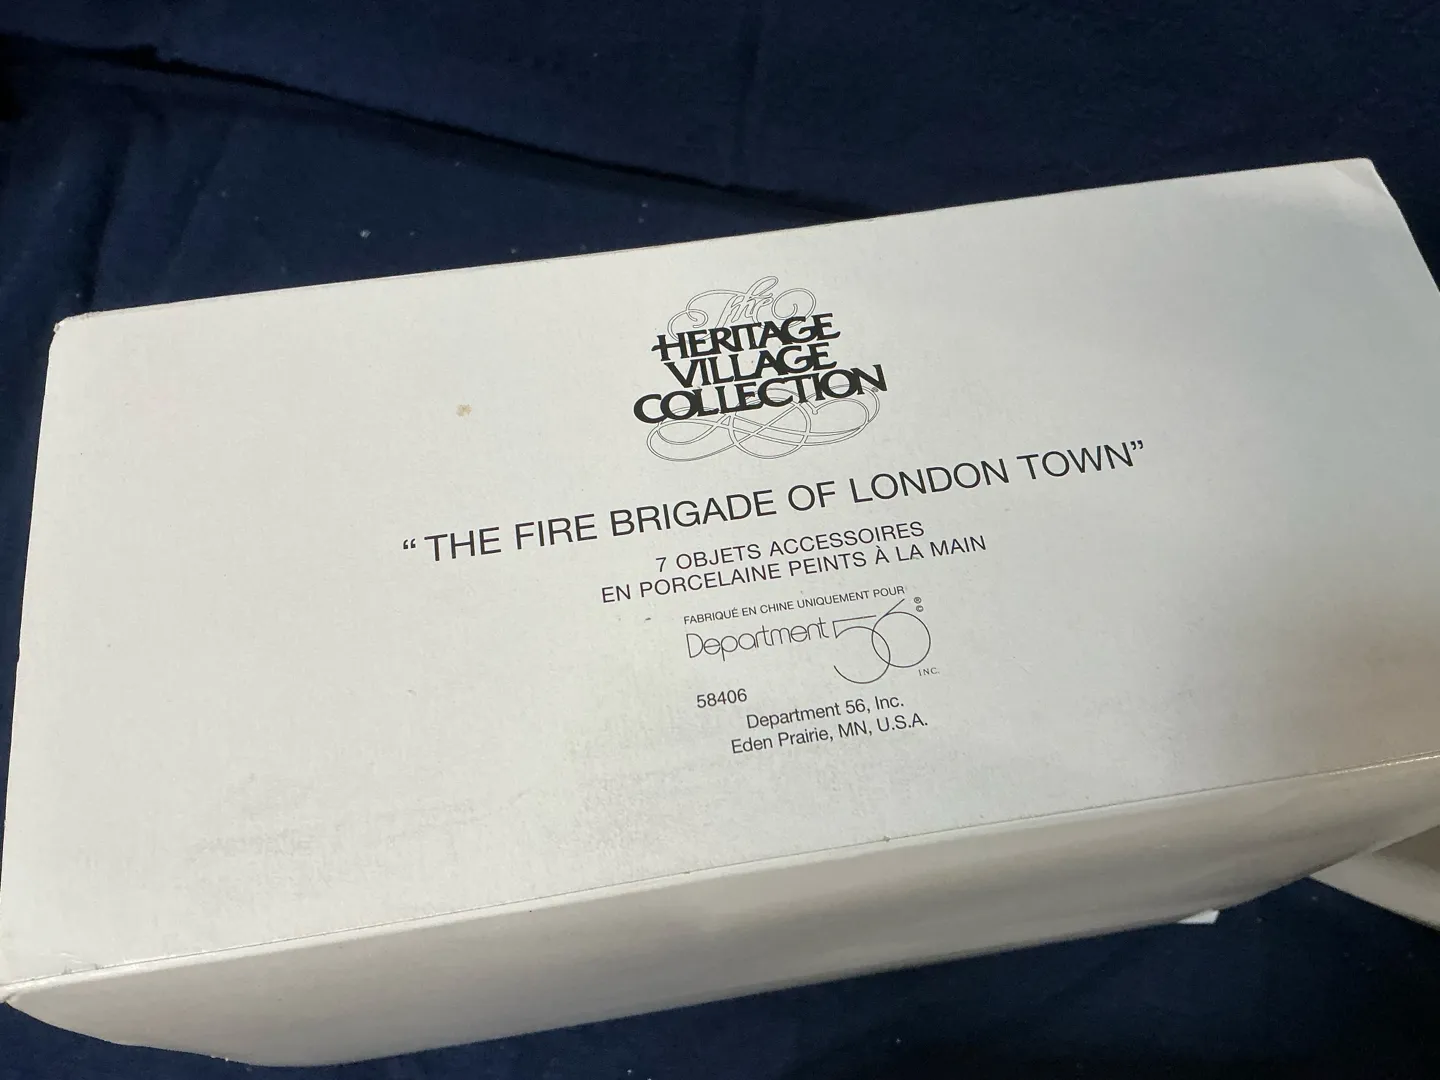 The
HERITAGE
VILLAGE
COLLECTION
“THE FIRE BRIGADE OF LONDON TOWN”
7 OBJETS ACCESSOIRES
EN PORCELAINE PEINTS À LA MAIN
FABRIQUÉ EN CHINE UNIQUEMENT POUR
Department 56 ® © INC.
58406
Department 56, Inc.
Eden Prairie, MN, U.S.A.